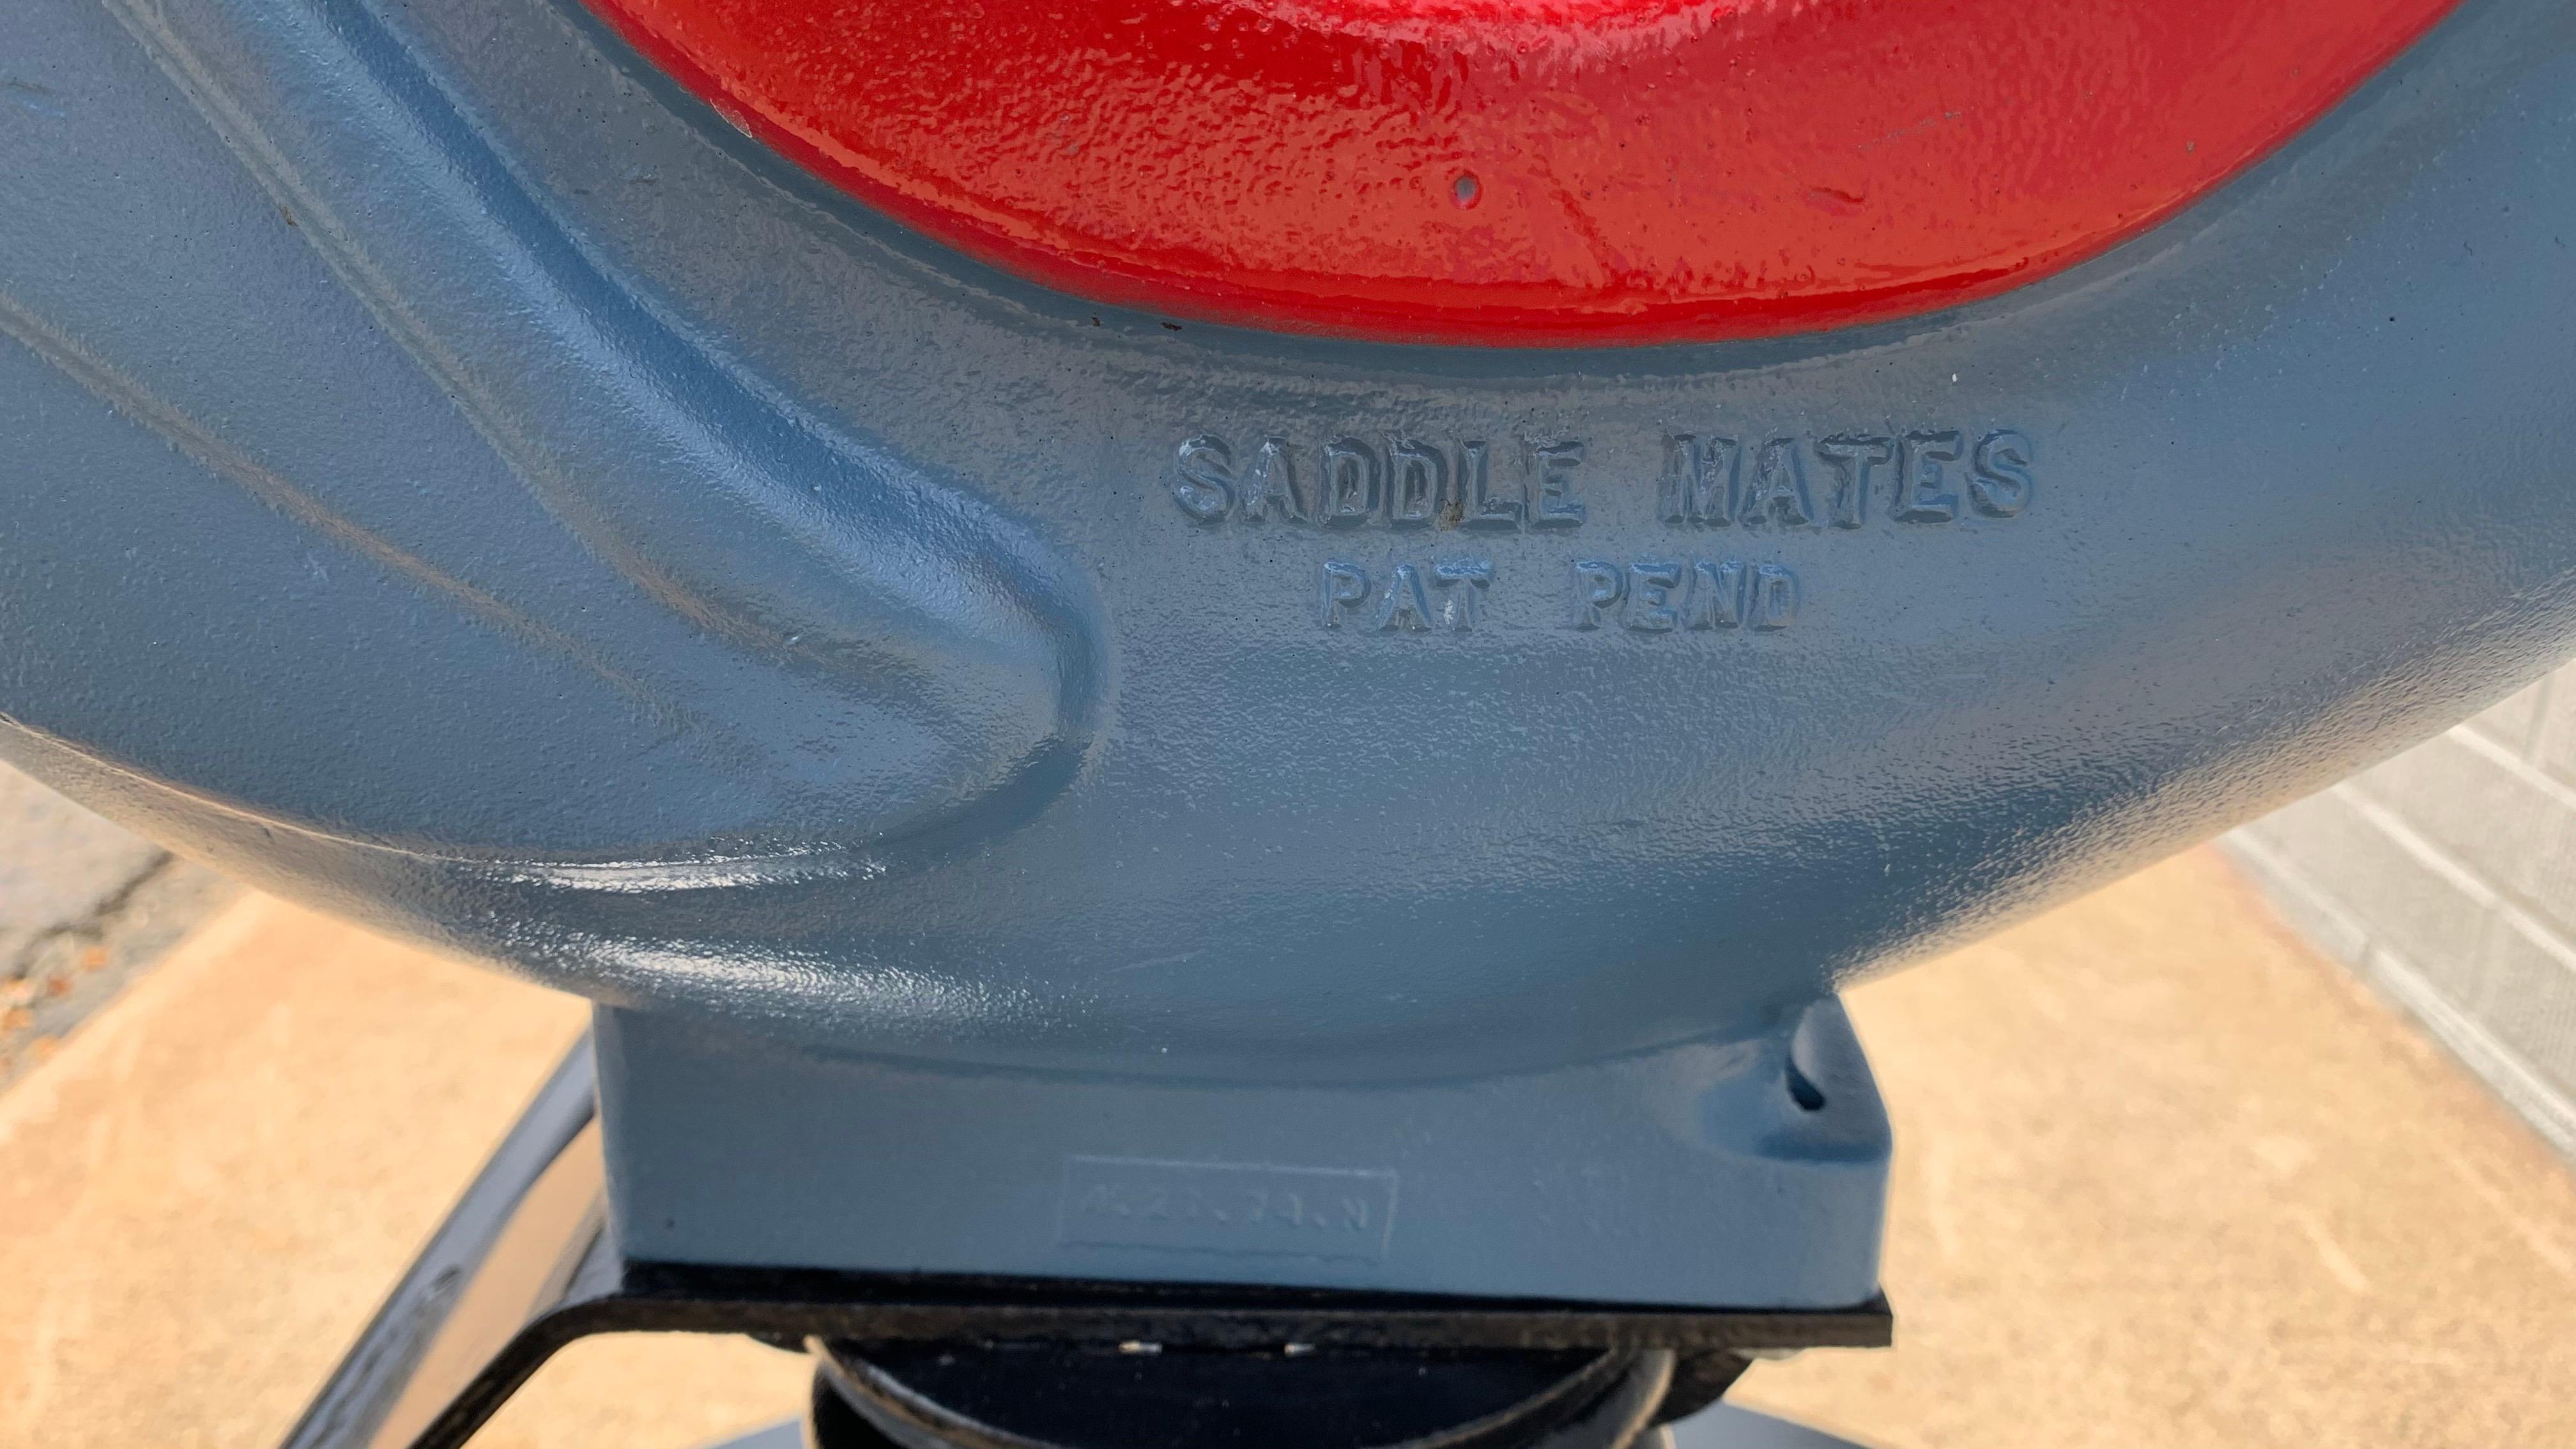 SADDLE MATES
PAT PEND